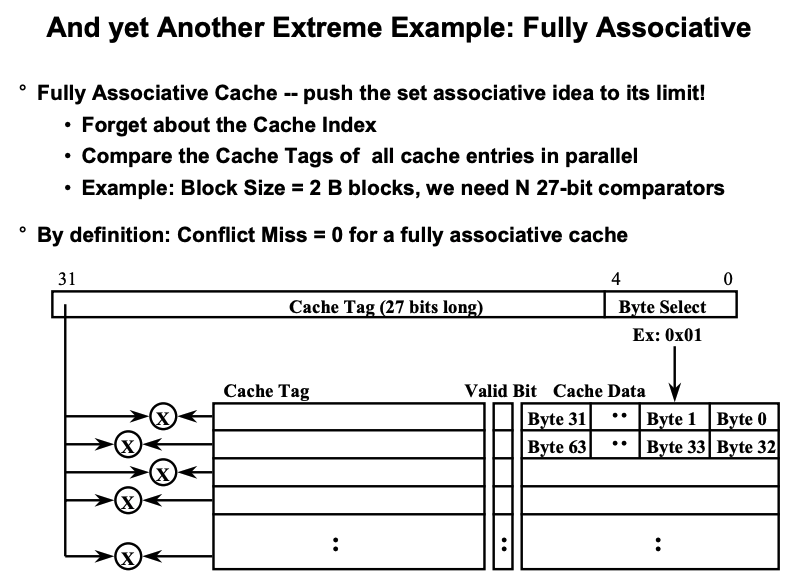 And yet Another Extreme Example: Fully Associative
° Fully Associative Cache -- push the set associative idea to its limit!
• Forget about the Cache Index
• Compare the Cache Tags of all cache entries in parallel
• Example: Block Size = 2 B blocks, we need N 27-bit comparators
° By definition: Conflict Miss = 0 for a fully associative cache
31 4 0
Cache Tag (27 bits long) Byte Select
Ex: 0x01
Cache Tag Valid Bit Cache Data
X Byte 31 ·· Byte 1 Byte 0
X Byte 63 ·· Byte 33 Byte 32
X
X
X : : :